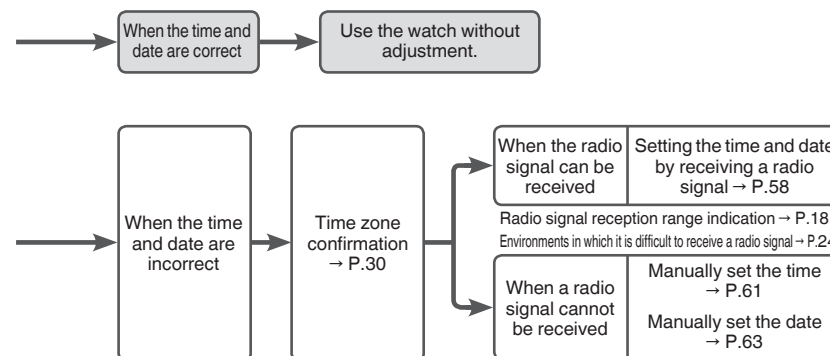 When the time and
date are correct
Use the watch without
adjustment.
When the time
and date are
incorrect
Time zone
confirmation
→ P.30
When the radio
signal can be
received
Setting the time and date
by receiving a radio
signal → P.58
Radio signal reception range indication → P.18
Environments in which it is difficult to receive a radio signal → P.24
When a radio
signal cannot
be received
Manually set the time
→ P.61
Manually set the date
→ P.63